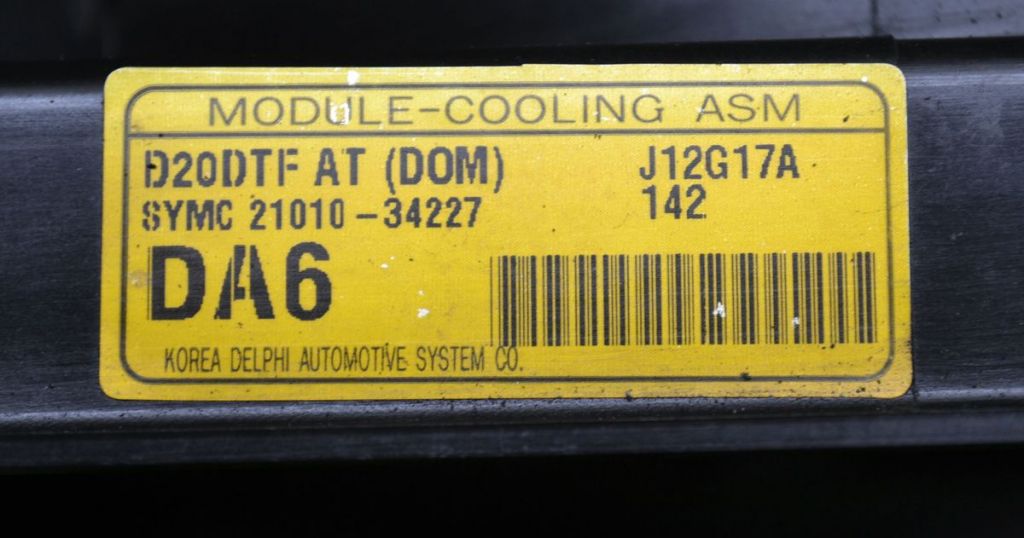 MODULE-COOLING ASM
D20DTF AT (DOM) J12G17A
SYMC 21010-34227 142
DA6
KOREA DELPHI AUTOMOTIVE SYSTEM CO.